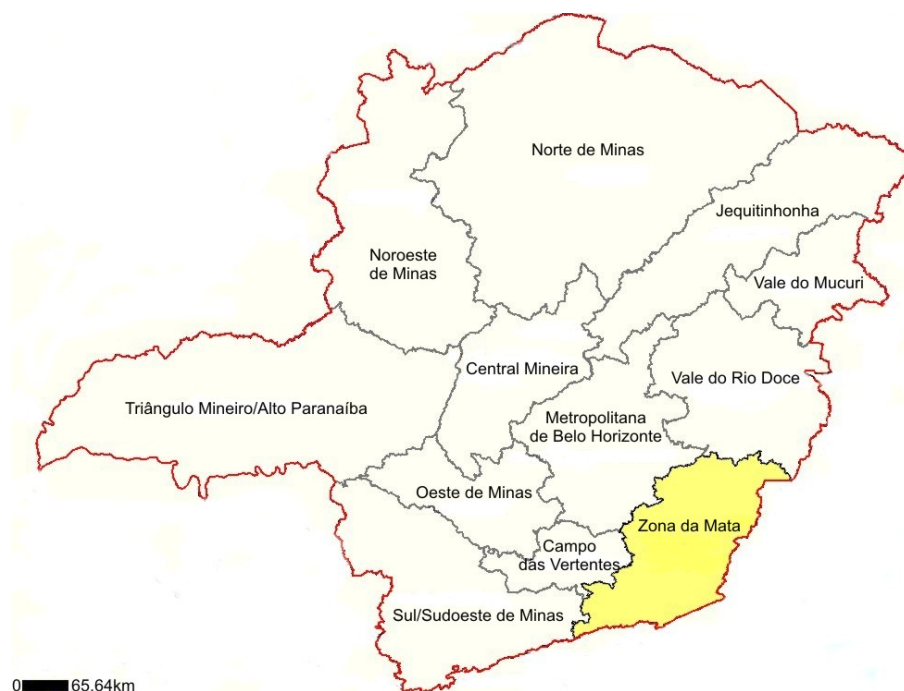 Norte de Minas
Jequitinhonha
Noroeste
de Minas
Vale do Mucuri
Central Mineira
Vale do Rio Doce
Triângulo Mineiro/Alto Paranaíba
Metropolitana
de Belo Horizonte
Oeste de Minas
Zona da Mata
Campo
das Vertentes
Sul/Sudoeste de Minas
0 65.64km